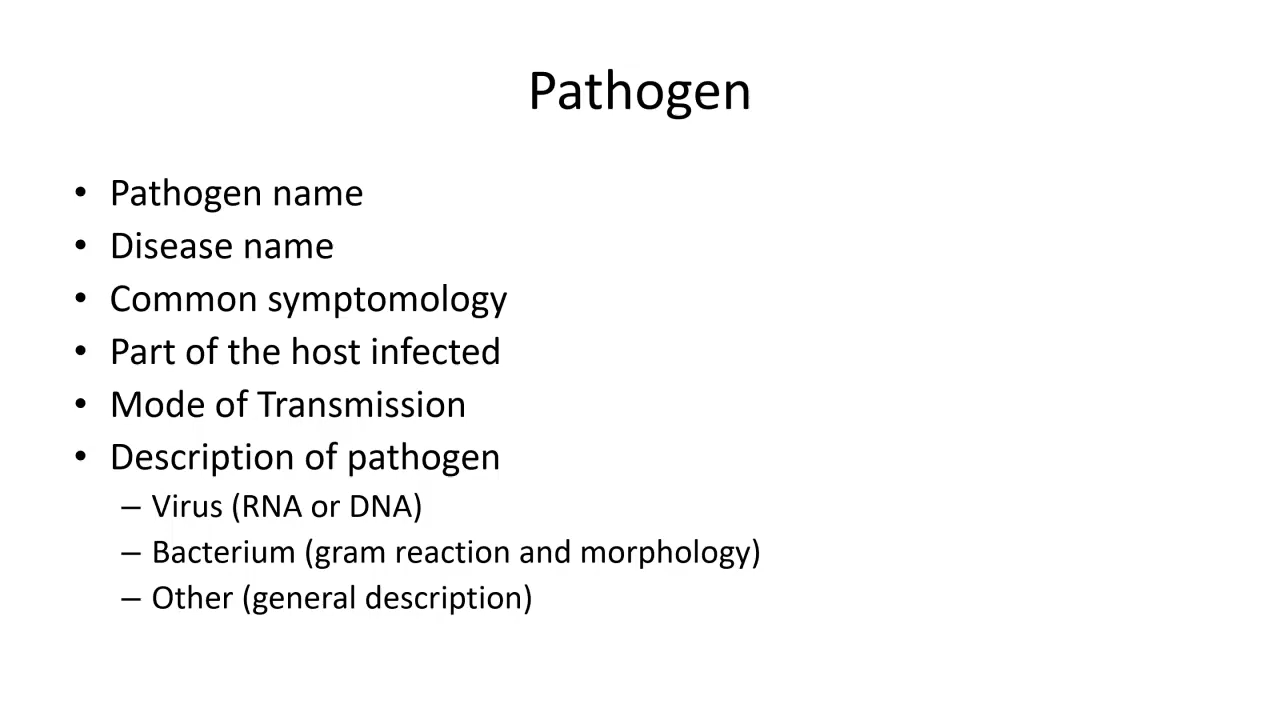 Pathogen
• Pathogen name
• Disease name
• Common symptomology
• Part of the host infected
• Mode of Transmission
• Description of pathogen
– Virus (RNA or DNA)
– Bacterium (gram reaction and morphology)
– Other (general description)